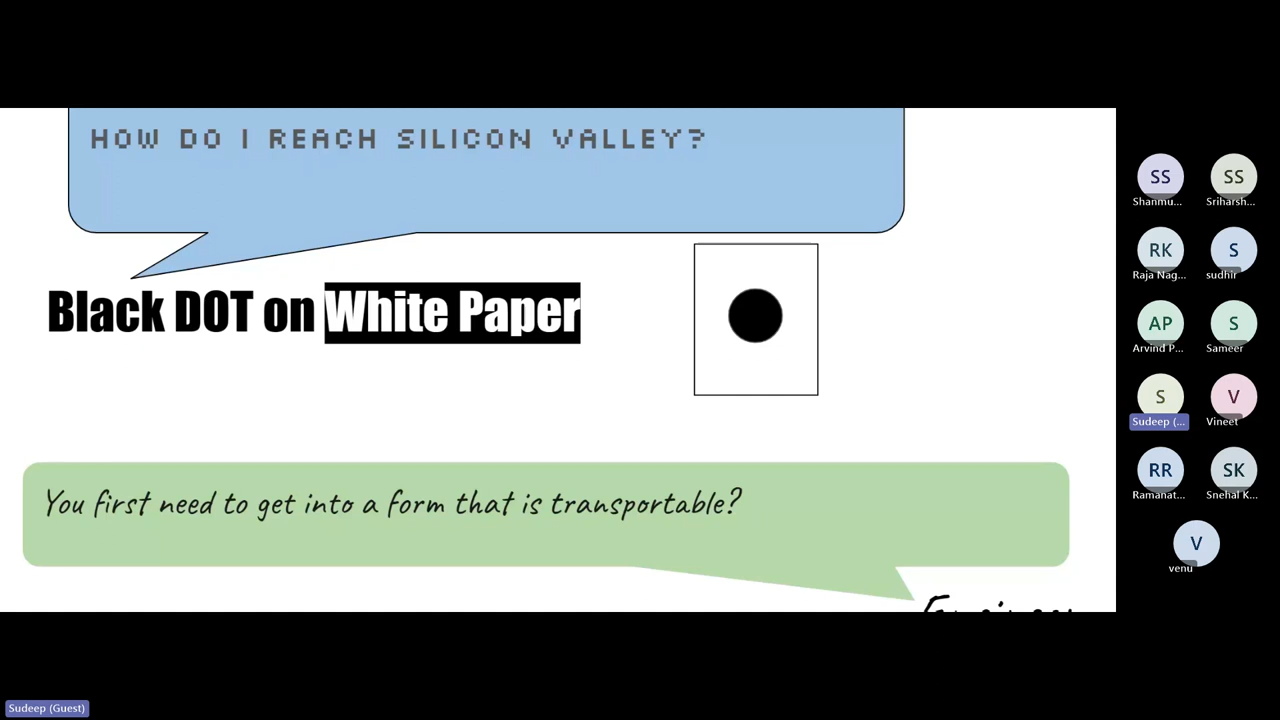 HOW DO I REACH SILICON VALLEY?
Black DOT on White Paper
You first need to get into a form that is transportable?
SS
Shanmu...
SS
Sriharsh...
RK
Raja Nag...
S
sudhir
AP
Arvind P...
S
Sameer
S
Sudeep (...
V
Vineet
RR
Ramanat...
SK
Snehal K...
V
venu
Sudeep (Guest)